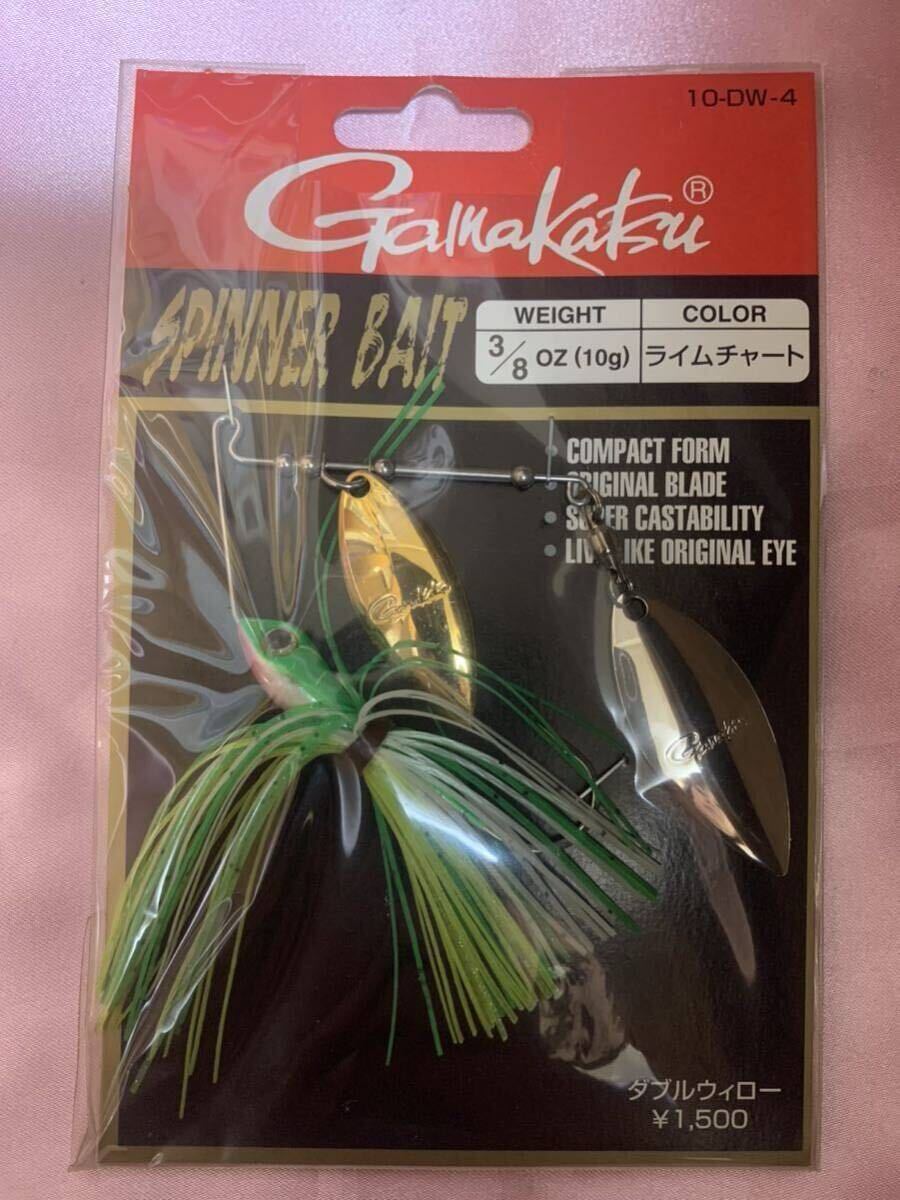 10-DW-4
Gamakatsu®
SPINNER BAIT
WEIGHT COLOR
3/8 OZ (10g) ライムチャート
• COMPACT FORM
• ORIGINAL BLADE
• SUPER CASTABILITY
• LIVE LIKE ORIGINAL EYE
Gamakatsu
Gamakatsu
ダブルウィロー
¥1,500